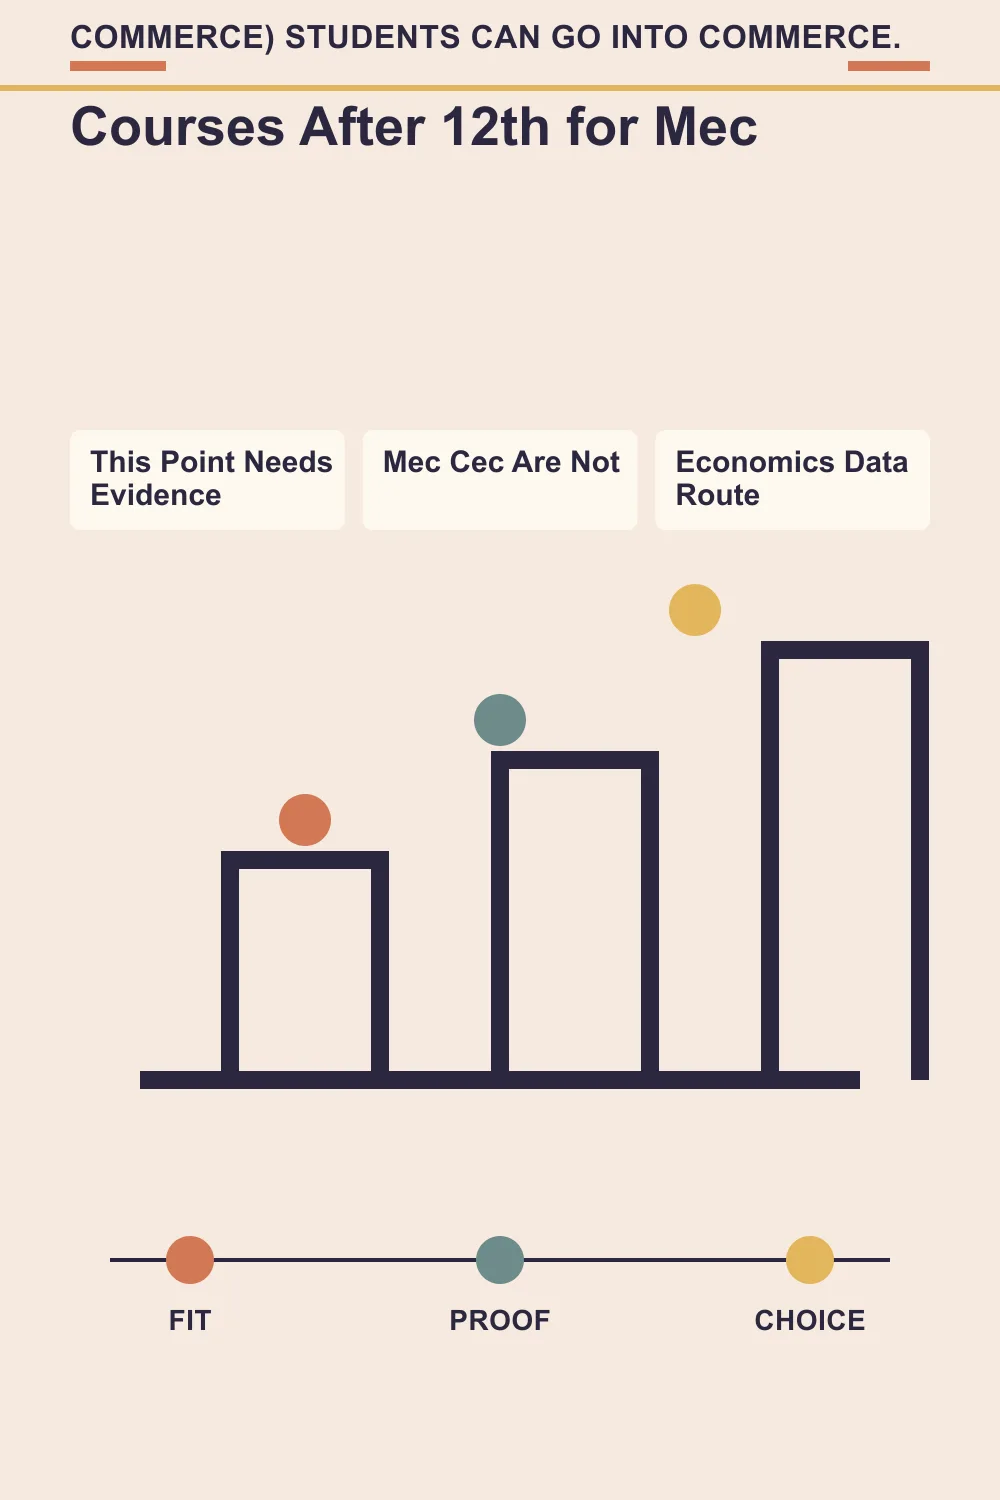 COMMERCE) STUDENTS CAN GO INTO COMMERCE.
Courses After 12th for Mec
This Point Needs
Evidence
Mec Cec Are Not
Economics Data
Route
FIT
PROOF
CHOICE